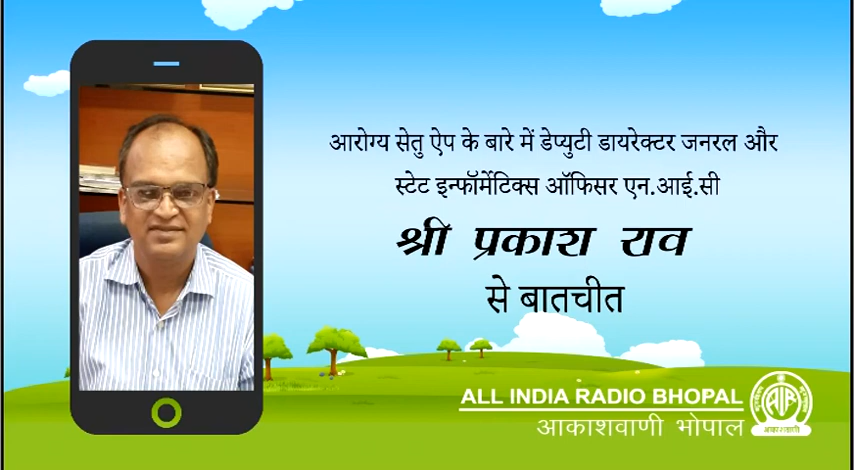 आरोग्य सेतु ऐप के बारे में डेप्युटी डायरेक्टर जनरल और
स्टेट इन्फॉर्मेटिक्स ऑफिसर एन.आई.सी
श्री प्रकाश राव
से बातचीत
ALL INDIA RADIO BHOPAL
आकाशवाणी भोपाल